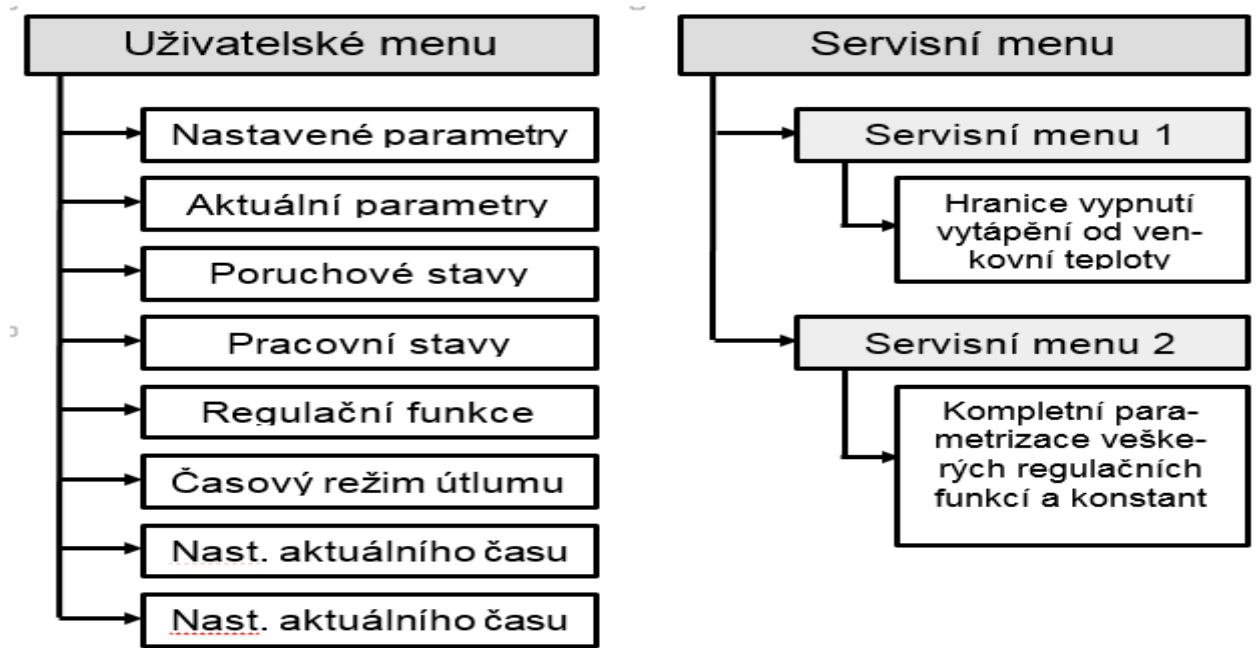 Uživatelské menu
Nastavené parametry
Aktuální parametry
Poruchové stavy
Pracovní stavy
Regulační funkce
Časový režim útlumu
Nast. aktuálního času
Nast. aktuálního času
Servisní menu
Servisní menu 1
Hranice vypnutí
vytápění od ven-
kovní teploty
Servisní menu 2
Kompletní para-
metrizace veške-
rých regulačních
funkcí a konstant